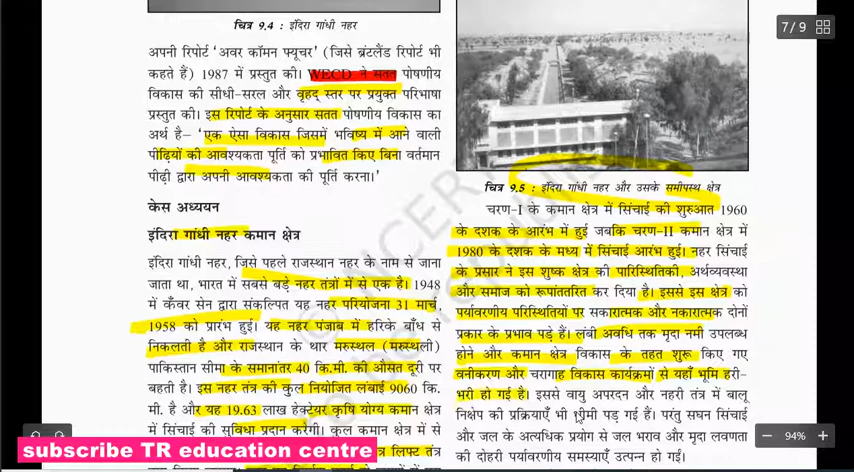 चित्र 9.4 : इंदिरा गांधी नहर
अपनी रिपोर्ट ‘अवर कॉमन फ्यूचर’ (जिसे ब्रंटलैंड रिपोर्ट भी
कहते हैं) 1987 में प्रस्तुत की। WECD ने सतत पोषणीय
विकास की सीधी-सरल और वृहद् स्तर पर प्रयुक्त परिभाषा
प्रस्तुत की। इस रिपोर्ट के अनुसार सतत पोषणीय विकास का
अर्थ है- ‘एक ऐसा विकास जिसमें भविष्य में आने वाली
पीढ़ियों की आवश्यकता पूर्ति को प्रभावित किए बिना वर्तमान
पीढ़ी द्वारा अपनी आवश्यकता की पूर्ति करना।’
केस अध्ययन
इंदिरा गांधी नहर कमान क्षेत्र
इंदिरा गांधी नहर, जिसे पहले राजस्थान नहर के नाम से जाना
जाता था, भारत में सबसे बड़े नहर तंत्रों में से एक है। 1948
में कँवर सेन द्वारा संकल्पित यह नहर परियोजना 31 मार्च,
1958 को प्रारंभ हुई। यह नहर पंजाब में हरिके बाँध से
निकलती है और राजस्थान के थार मरुस्थल (मरुस्थली)
पाकिस्तान सीमा के समानांतर 40 कि.मी. की औसत दूरी पर
बहती है। इस नहर तंत्र की कुल नियोजित लंबाई 9060 कि.
मी. है और यह 19.63 लाख हेक्टेयर कृषि योग्य कमान क्षेत्र
में सिंचाई की सुविधा प्रदान करेगी। कुल कमान क्षेत्र में से
त्र लिफ्ट तंत्र
subscribe TR education centre
7 / 9
चित्र 9.5 : इंदिरा गांधी नहर और उसके समीपस्थ क्षेत्र
चरण-I के कमान क्षेत्र में सिंचाई की शुरुआत 1960
के दशक के आरंभ में हुई जबकि चरण-II कमान क्षेत्र में
1980 के दशक के मध्य में सिंचाई आरंभ हुई। नहर सिंचाई
के प्रसार ने इस शुष्क क्षेत्र की पारिस्थितिकी, अर्थव्यवस्था
और समाज को रूपांतरित कर दिया है। इससे इस क्षेत्र को
पर्यावरणीय परिस्थितियों पर सकारात्मक और नकारात्मक दोनों
प्रकार के प्रभाव पड़े हैं। लंबी अवधि तक मृदा नमी उपलब्ध
होने और कमान क्षेत्र विकास के तहत शुरू किए गए
वनीकरण और चरागाह विकास कार्यक्रमों से यहाँ भूमि हरी-
भरी हो गई है। इससे वायु अपरदन और नहरी तंत्र में बालू
निक्षेप की प्रक्रियाएँ भी धीमी पड़ गई हैं। परंतु सघन सिंचाई
और जल के अत्यधिक प्रयोग से जल भराव और मृदा लवणता
की दोहरी पर्यावरणीय समस्याएँ उत्पन्न हो गई।
94%